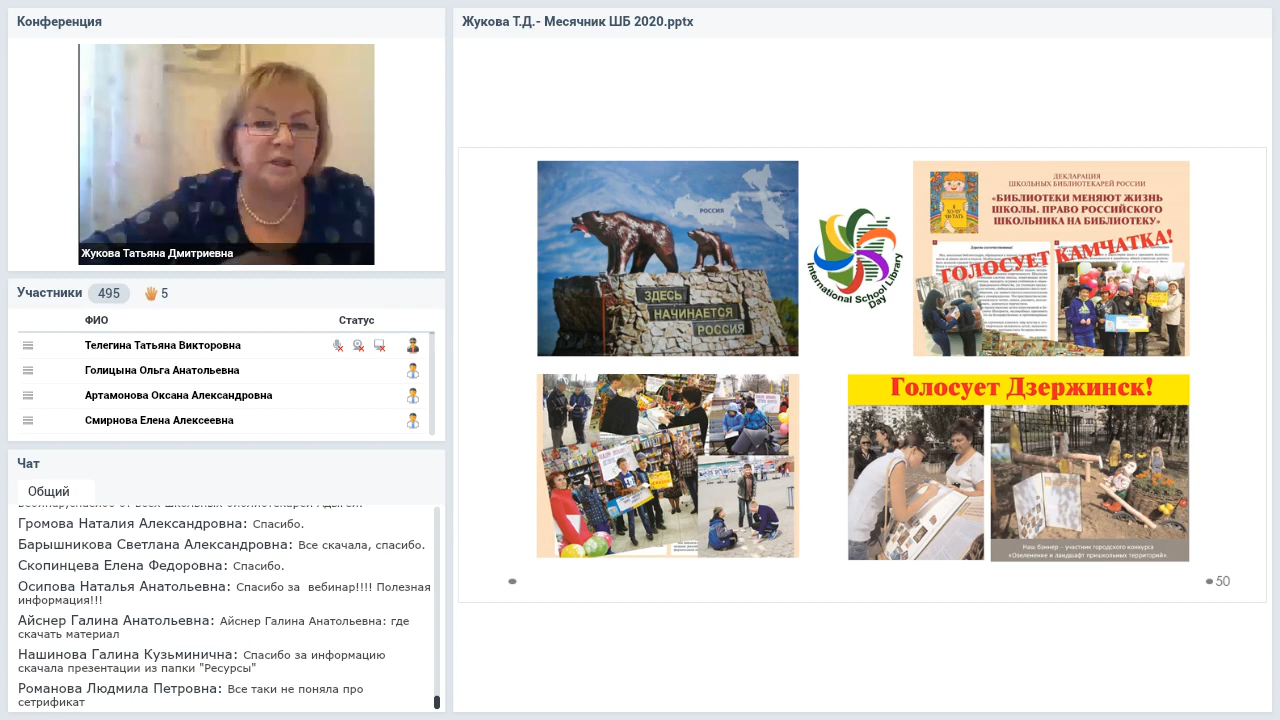 Конференция
Жукова Татьяна Дмитриевна
Участники 495 5
ФИО Статус
Телегина Татьяна Викторовна
Голицына Ольга Анатольевна
Артамонова Оксана Александровна
Смирнова Елена Алексеевна
Чат
Общий
Громова Наталия Александровна: Спасибо.
Барышникова Светлана Александровна: Все скачала, спасибо.
Скопинцева Елена Федоровна: Спасибо.
Осипова Наталья Анатольевна: Спасибо за вебинар!!!! Полезная
информация!!!
Айснер Галина Анатольевна: Айснер Галина Анатольевна: где
скачать материал
Нашинова Галина Кузьминична: Спасибо за информацию
скачала презентации из папки "Ресурсы"
Романова Людмила Петровна: Все таки не поняла про
сетрификат
Жукова Т.Д.- Месячник ШБ 2020.pptx
РОССИЯ
ЗДЕСЬ
НАЧИНАЕТСЯ
РОССИЯ
International School Library
Day
ДЕКЛАРАЦИЯ
ШКОЛЬНЫХ БИБЛИОТЕКАРЕЙ РОССИИ
«БИБЛИОТЕКИ МЕНЯЮТ ЖИЗНЬ
ШКОЛЫ. ПРАВО РОССИЙСКОГО
ШКОЛЬНИКА НА БИБЛИОТЕКУ»
Я
ХОЧУ
ЧИТАТЬ
ГОЛОСУЕТ КАМЧАТКА!
Голосует Дзержинск!
Наш баннер – участник городского конкурса
«Озеленение и ландшафт пришкольных территорий».
50